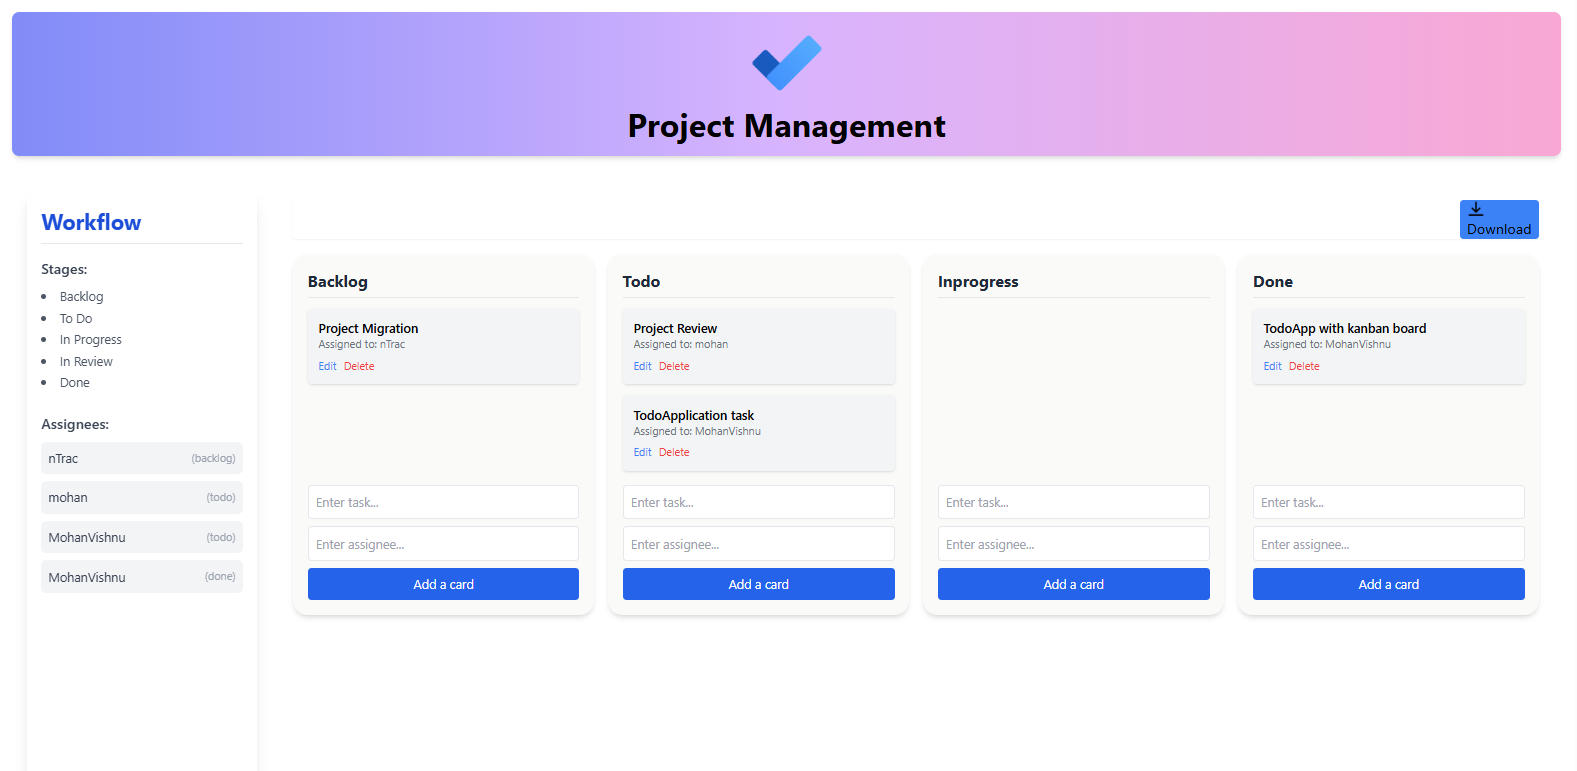 Project Management
Workflow
Stages:
Backlog
To Do
In Progress
In Review
Done
Assignees:
nTrac (backlog)
mohan (todo)
MohanVishnu (todo)
MohanVishnu (done)
Download
Backlog
Project Migration
Assigned to: nTrac
Edit Delete
Enter task...
Enter assignee...
Add a card
Todo
Project Review
Assigned to: mohan
Edit Delete
TodoApplication task
Assigned to: MohanVishnu
Edit Delete
Enter task...
Enter assignee...
Add a card
Inprogress
Enter task...
Enter assignee...
Add a card
Done
TodoApp with kanban board
Assigned to: MohanVishnu
Edit Delete
Enter task...
Enter assignee...
Add a card